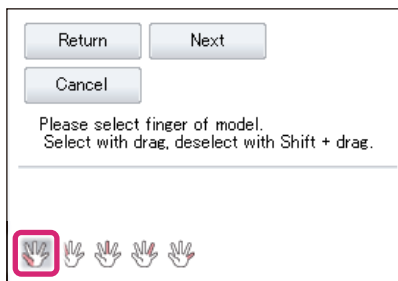 Return Next
Cancel
Please select finger of model.
Select with drag, deselect with Shift + drag.